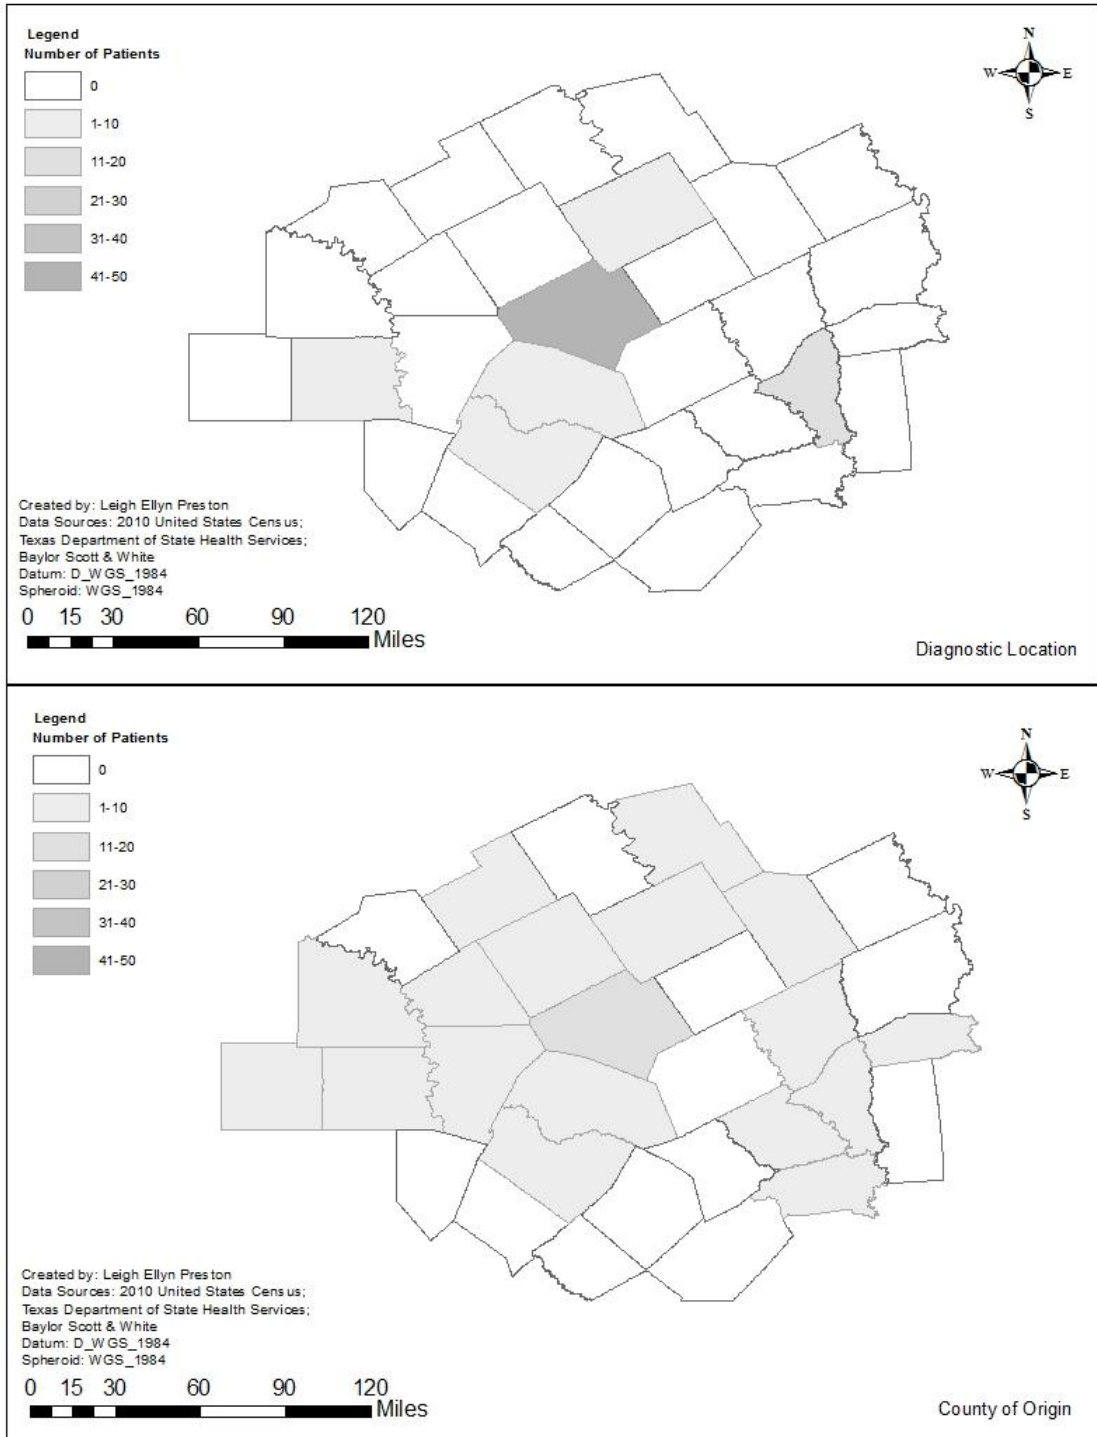 Legend
Number of Patients
0
1-10
11-20
21-30
31-40
41-50
N
W E
S
Created by: Leigh Ellyn Preston
Data Sources: 2010 United States Census;
Texas Department of State Health Services;
Baylor Scott & White
Datum: D_WGS_1984
Spheroid: WGS_1984
0 15 30 60 90 120
Miles
Diagnostic Location
Legend
Number of Patients
0
1-10
11-20
21-30
31-40
41-50
N
W E
S
Created by: Leigh Ellyn Preston
Data Sources: 2010 United States Census;
Texas Department of State Health Services;
Baylor Scott & White
Datum: D_WGS_1984
Spheroid: WGS_1984
0 15 30 60 90 120
Miles
County of Origin